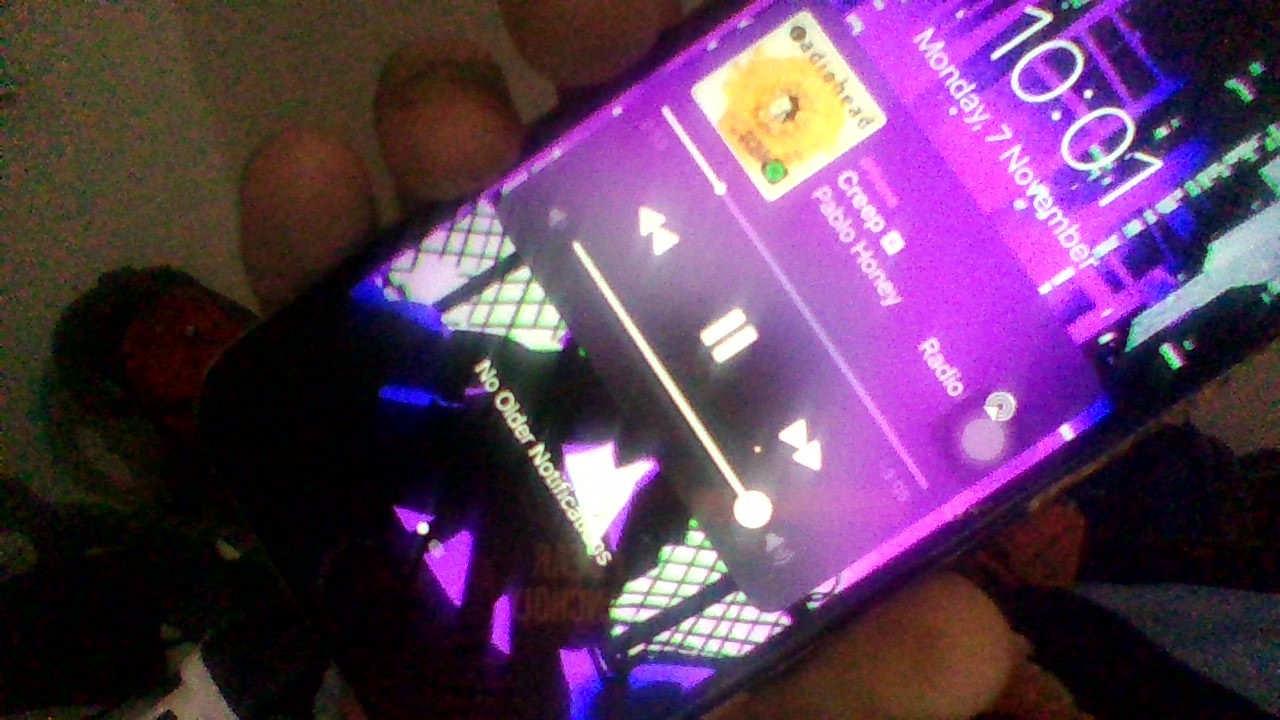 10:01
Monday, 7 November
Radiohead
Creep E
Pablo Honey
Radio
No Older Notifications